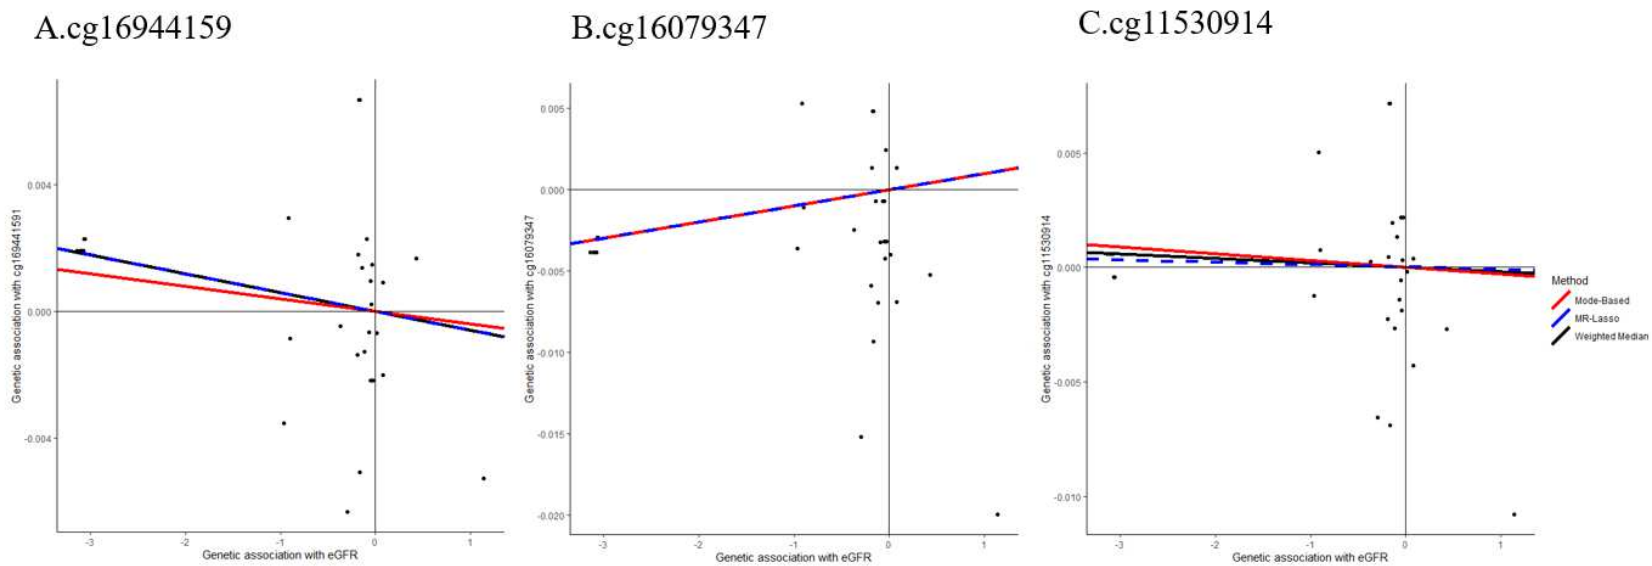 A.cg16944159
B.cg16079347
C.cg11530914
Genetic association with cg169441591
0.004
0.000
-0.004
-3
-2
-1
0
1
Genetic association with eGFR
Genetic association with cg16079347
0.005
0.000
-0.005
-0.010
-0.015
-0.020
-3
-2
-1
0
1
Genetic association with eGFR
Genetic association with cg11530914
0.005
0.000
-0.005
-0.010
-3
-2
-1
0
1
Genetic association with eGFR
Method
Mode-Based
MR-Lasso
Weighted Median